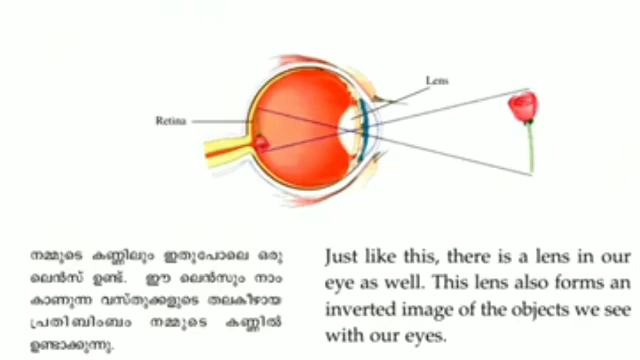 Lens
Retina
നമ്മുടെ കണ്ണിലും ഇതുപോലെ ഒരു
ലെൻസ് ഉണ്ട്. ഈ ലെൻസും നാം
കാണുന്ന വസ്തുക്കളുടെ തലകീഴായ
പ്രതിബിംബം നമ്മുടെ കണ്ണിൽ
ഉണ്ടാക്കുന്നു.
Just like this, there is a lens in our
eye as well. This lens also forms an
inverted image of the objects we see
with our eyes.